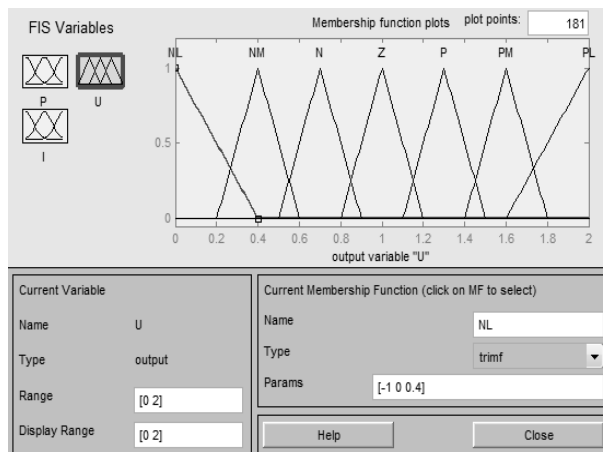 FIS Variables
P
U
I
Membership function plots
plot points:
181
NL NM N Z P PM PL
1
0.5
0
0 0.2 0.4 0.6 0.8 1 1.2 1.4 1.6 1.8 2
output variable "U"
Current Variable
Name U
Type output
Range [0 2]
Display Range [0 2]
Current Membership Function (click on MF to select)
Name NL
Type trimf
Params [-1 0 0.4]
Help Close